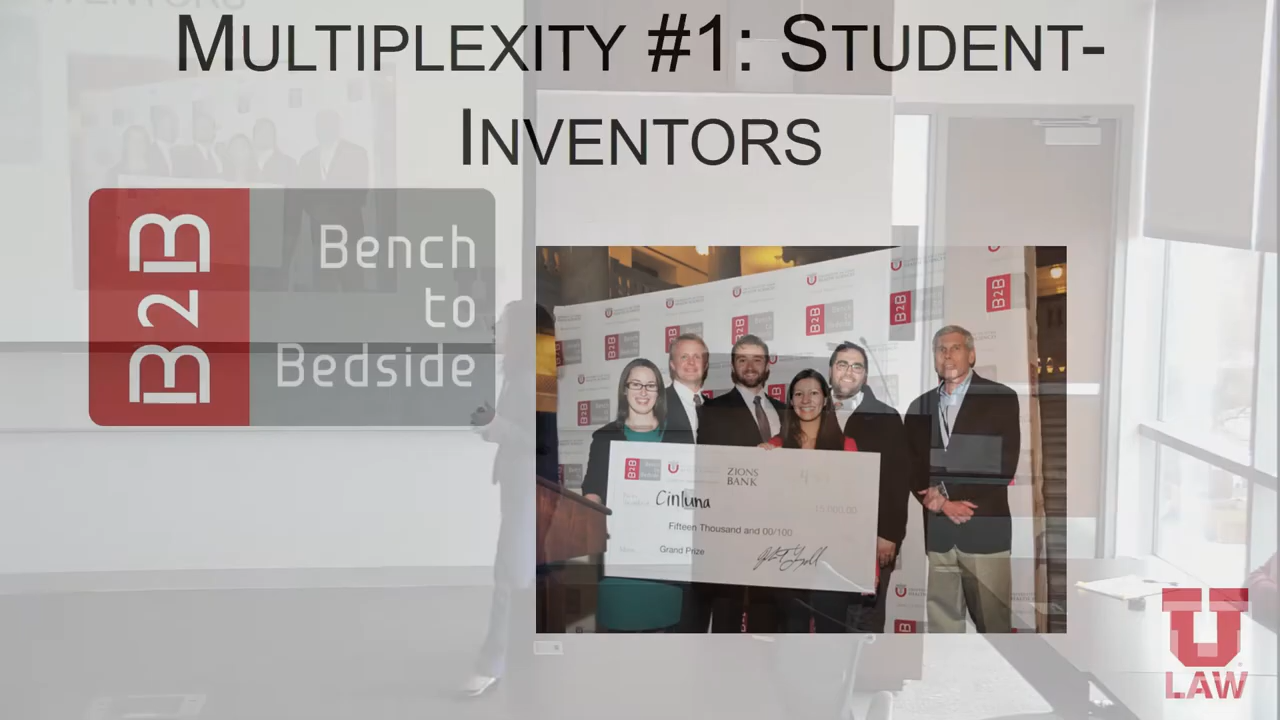 MULTIPLEXITY #1: STUDENT-
INVENTORS
B2B
Bench
to
Bedside
ZIONS
BANK
Cinluna
Fifteen Thousand and 00/100
Grand Prize
U
LAW